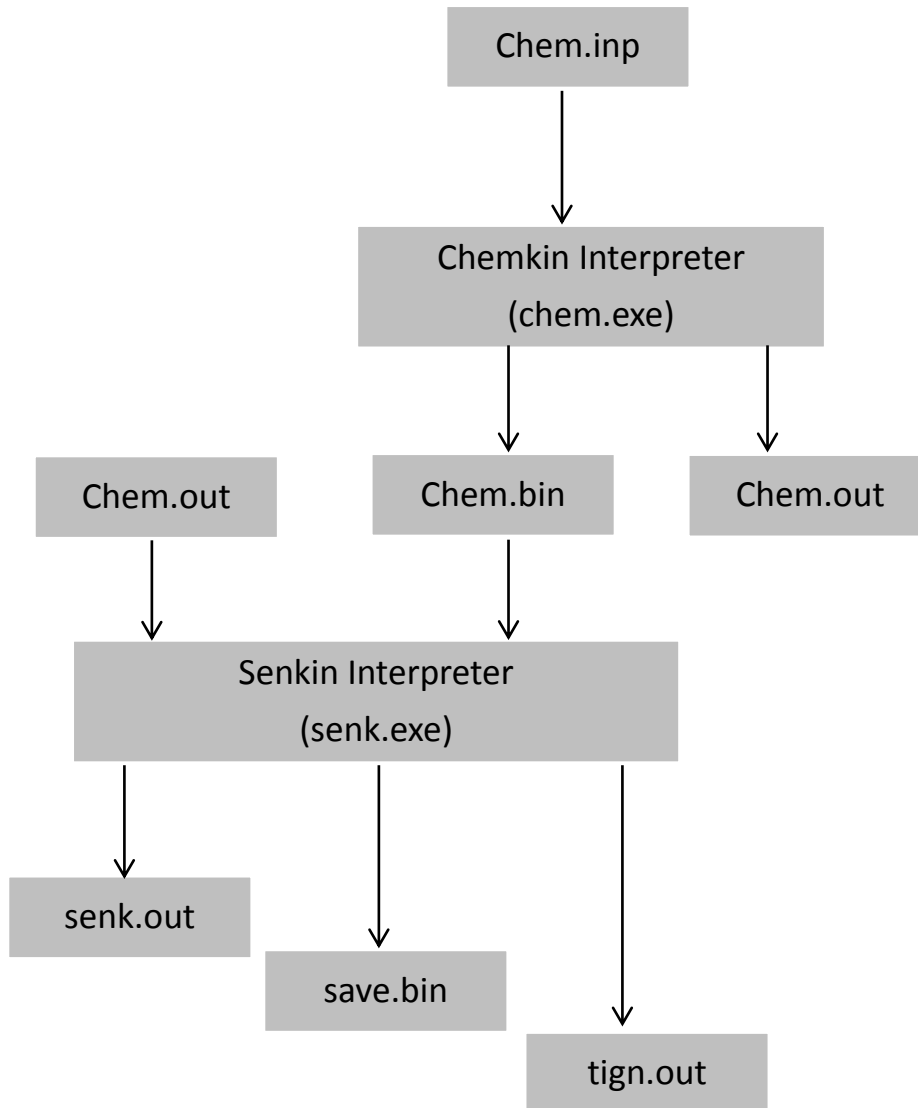 Chem.inp
Chemkin Interpreter
(chem.exe)
Chem.out
Chem.bin
Chem.out
Senkin Interpreter
(senk.exe)
senk.out
save.bin
tign.out